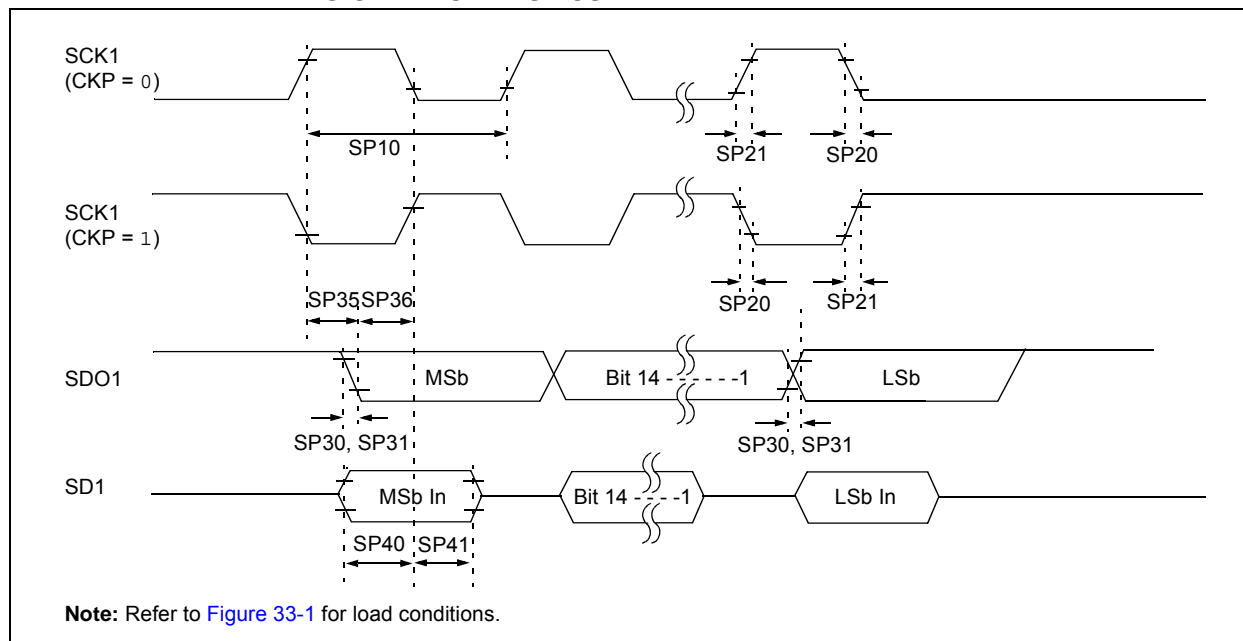 SCK1
(CKP = 0)
SP10
SP21
SP20
SCK1
(CKP = 1)
SP20
SP21
SP35
SP36
SDO1
MSb
Bit 14 - - - - - -1
LSb
SP30, SP31
SP30, SP31
SD1
MSb In
Bit 14 - - - -1
LSb In
SP40
SP41
Note: Refer to Figure 33-1 for load conditions.